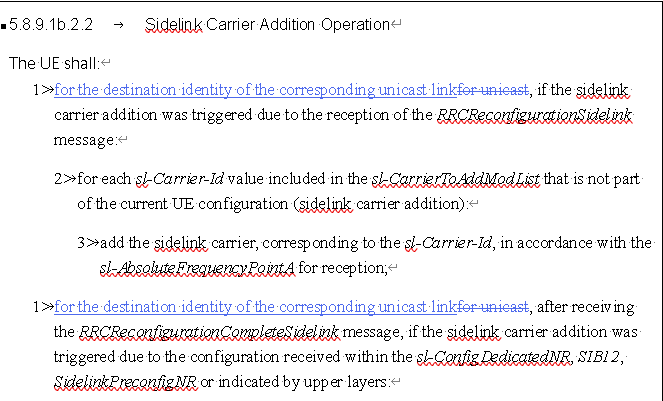 5.8.9.1b.2.2 → Sidelink Carrier Addition Operation↵
The UE shall:↵
1>for the destination identity of the corresponding unicast linkfor unicast, if the sidelink
carrier addition was triggered due to the reception of the RRCReconfigurationSidelink
message:↵
2>for each sl-Carrier-Id value included in the sl-CarrierToAddModList that is not part
of the current UE configuration (sidelink carrier addition):↵
3>add the sidelink carrier, corresponding to the sl-Carrier-Id, in accordance with the
sl-AbsoluteFrequencyPointA for reception;↵
1>for the destination identity of the corresponding unicast linkfor unicast, after receiving
the RRCReconfigurationCompleteSidelink message, if the sidelink carrier addition was
triggered due to the configuration received within the sl-ConfigDedicatedNR, SIB12,
SidelinkPreconfigNR or indicated by upper layers:↵